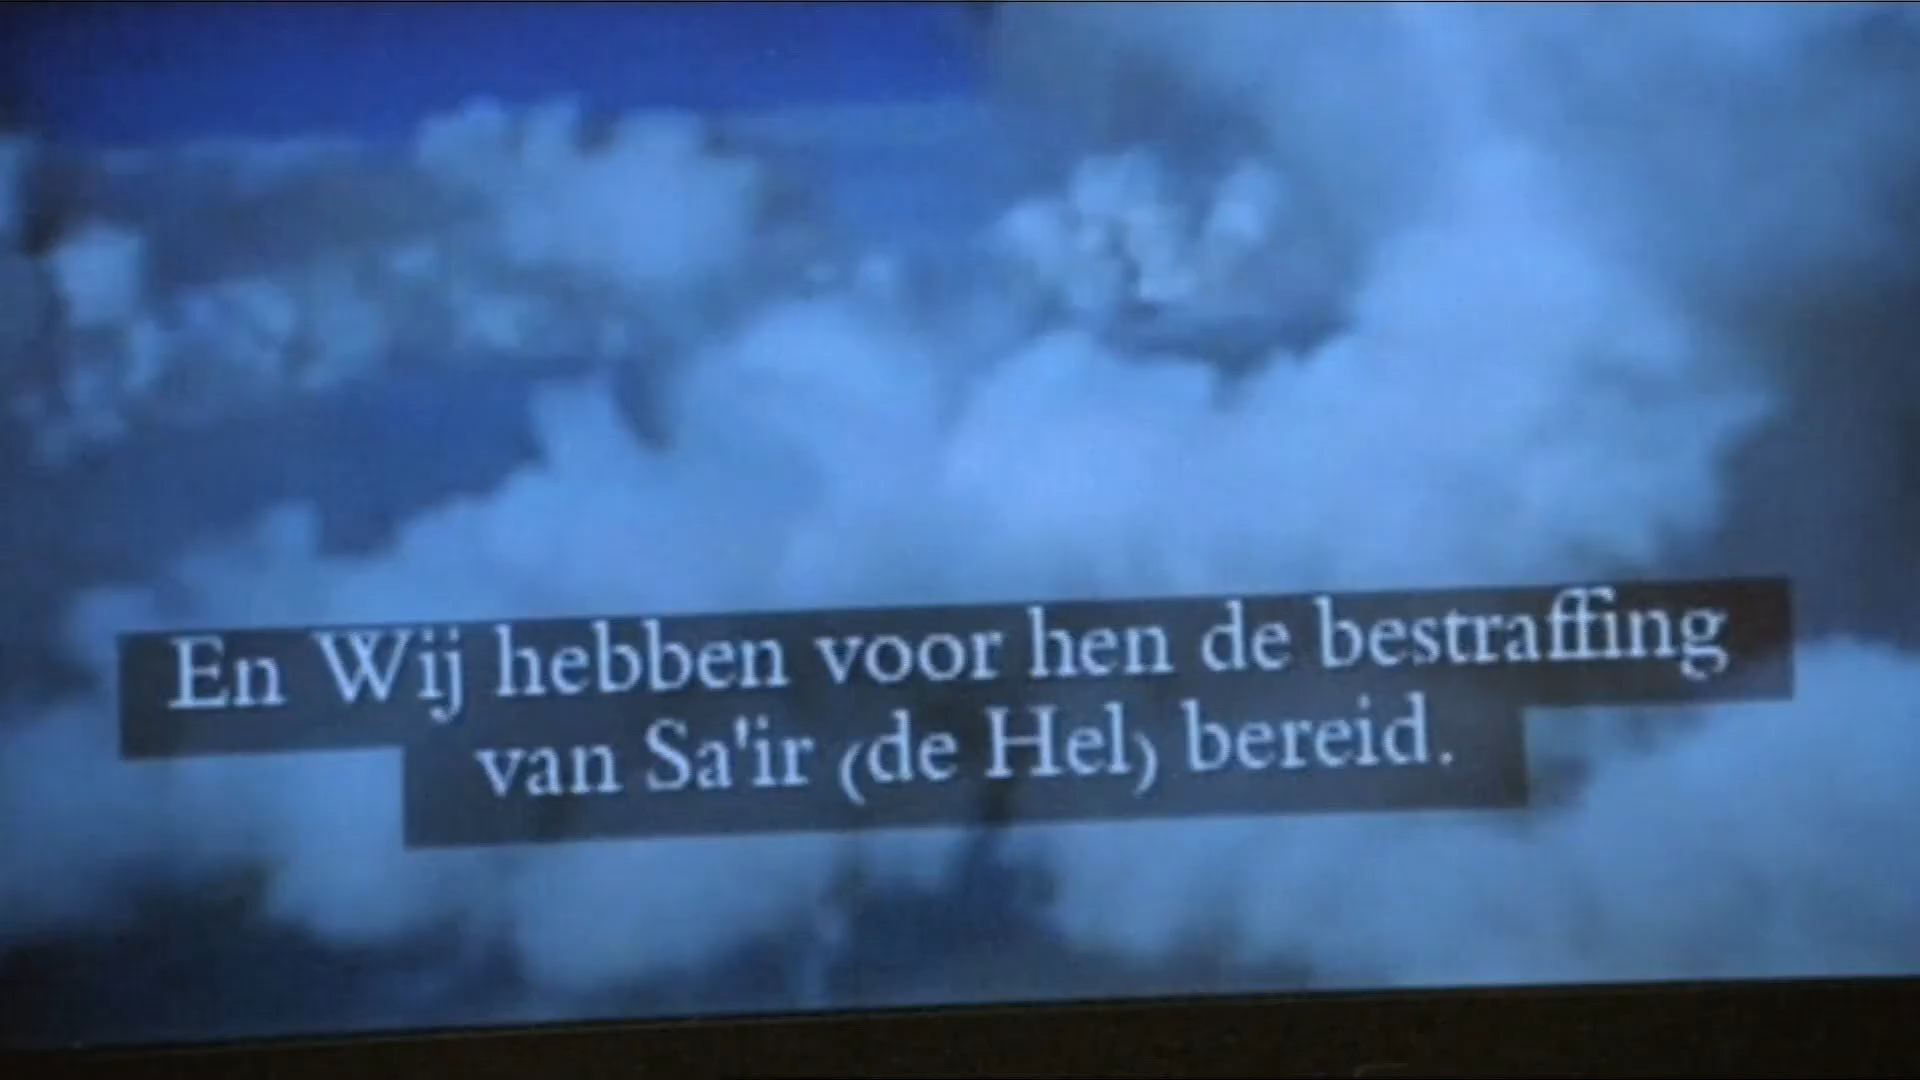 En Wij hebben voor hen de bestraffing
van Sa'ir (de Hel) bereid.